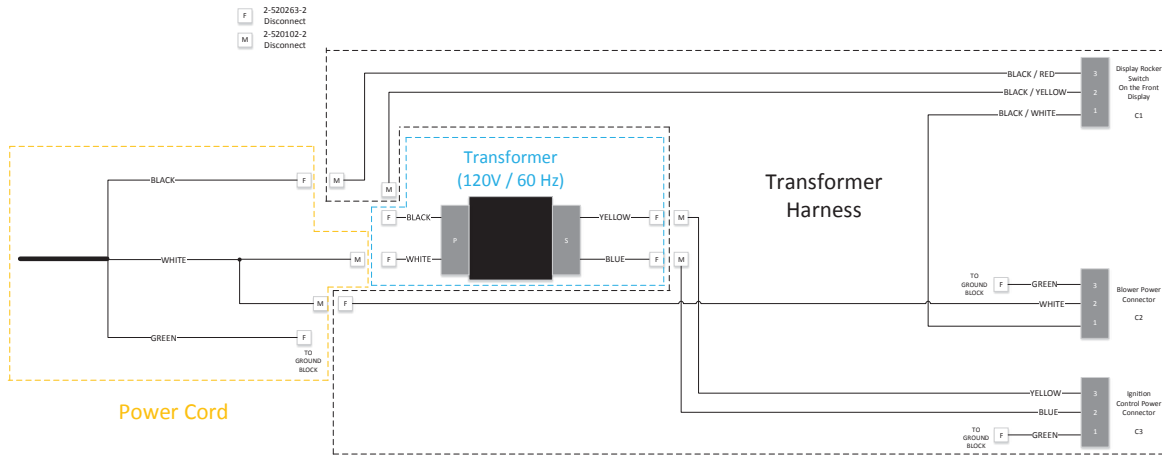 F
2-520263-2
Disconnect
M
2-520102-2
Disconnect
BLACK / RED
3
BLACK / YELLOW
2
BLACK / WHITE
1
Display Rocker
Switch
On the Front
Display
C1
Transformer
(120V / 60 Hz)
Transformer
Harness
BLACK
F
M
M
F
BLACK
P
S
YELLOW
F
M
WHITE
M
F
WHITE
BLUE
F
M
TO
GROUND
BLOCK
F
GREEN
3
M
F
WHITE
2
1
Blower Power
Connector
C2
GREEN
F
TO
GROUND
BLOCK
Power Cord
YELLOW
3
BLUE
2
TO
GROUND
BLOCK
F
GREEN
1
Ignition
Control Power
Connector
C3